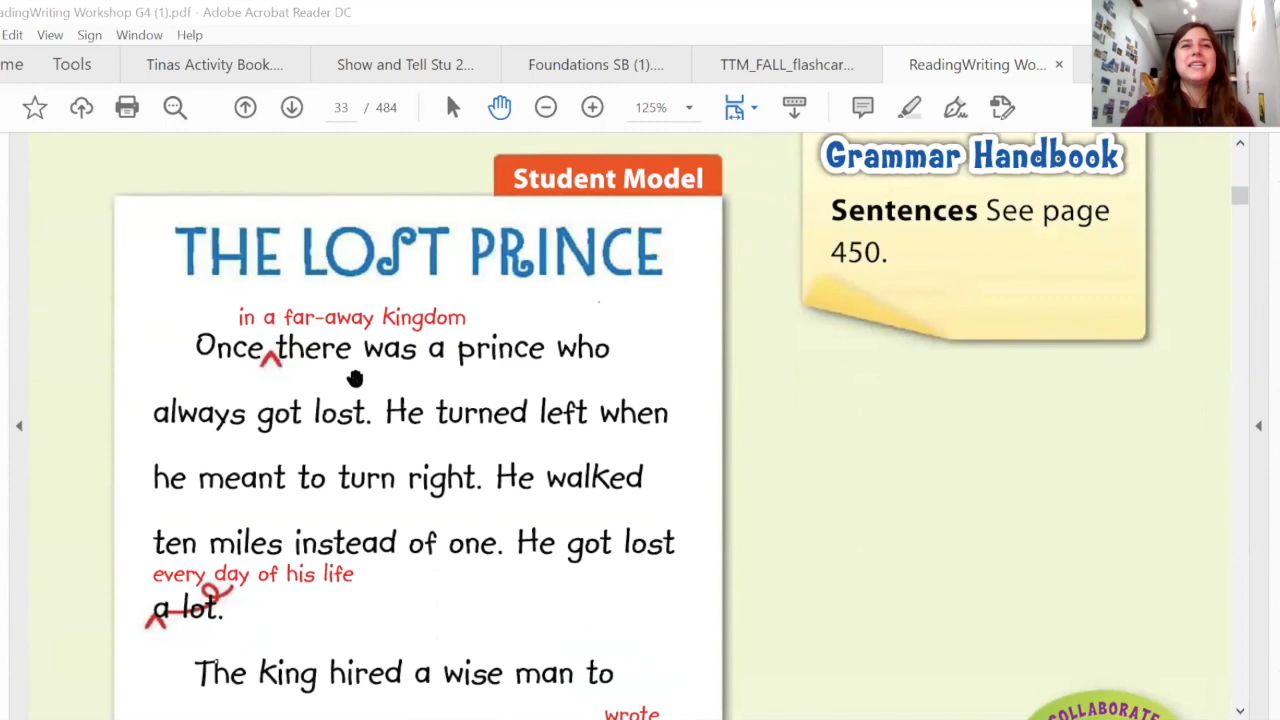 adingWriting Workshop G4 (1).pdf - Adobe Acrobat Reader DC
Edit View Sign Window Help
me Tools Tinas Activity Book.... Show and Tell Stu 2... Foundations SB (1).... TTM_FALL_flashcar... ReadingWriting Wo... ×
33 / 484 125%
Grammar Handbook
Sentences See page
450.
Student Model
THE LOST PRINCE
in a far-away kingdom
Once there was a prince who
always got lost. He turned left when
he meant to turn right. He walked
ten miles instead of one. He got lost
every day of his life
a lot.
The king hired a wise man to
wrote
COLLABORATE